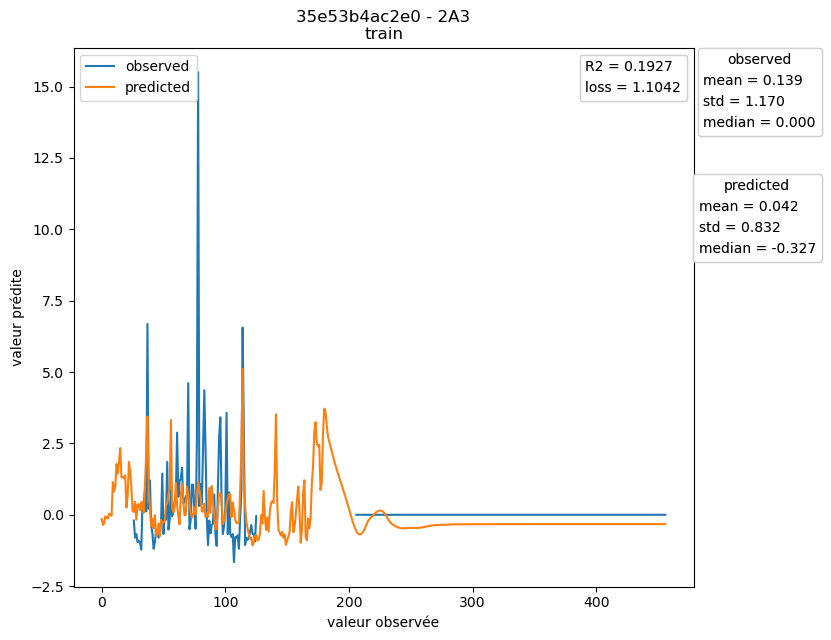 35e53b4ac2e0 - 2A3
train
observed
predicted
R2 = 0.1927
loss = 1.1042
observed
mean = 0.139
std = 1.170
median = 0.000
predicted
mean = 0.042
std = 0.832
median = -0.327
valeur prédite
15.0
12.5
10.0
7.5
5.0
2.5
0.0
−2.5
0
100
200
300
400
valeur observée